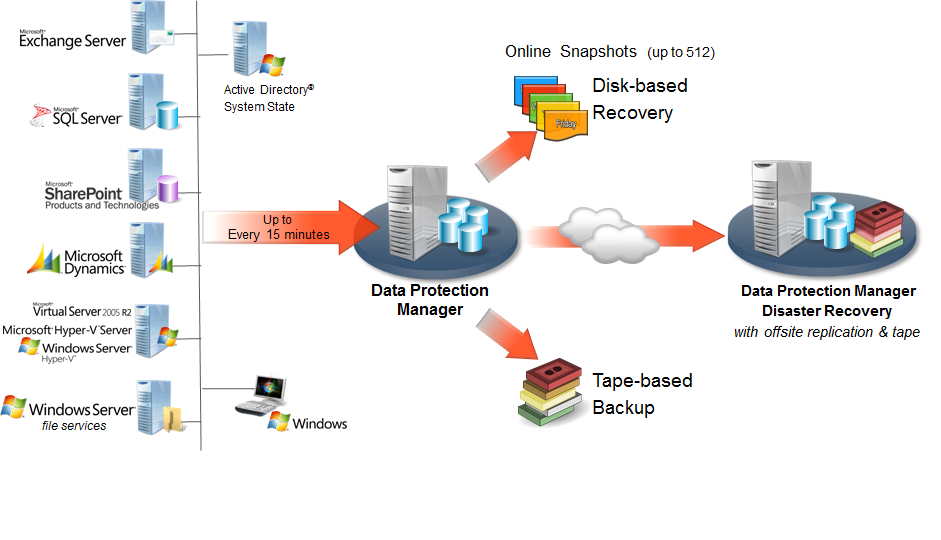 Microsoft
Exchange Server
Active Directory®
System State
Microsoft
SQL Server
Microsoft
SharePoint
Products and Technologies
Microsoft
Dynamics
Microsoft
Virtual Server 2005 R2
Microsoft Hyper-V Server
Windows Server
Hyper-V
Windows Server
file services
Windows
Up to
Every 15 minutes
Data Protection
Manager
Online Snapshots (up to 512)
Friday
Disk-based
Recovery
Tape-based
Backup
Data Protection Manager
Disaster Recovery
with offsite replication & tape